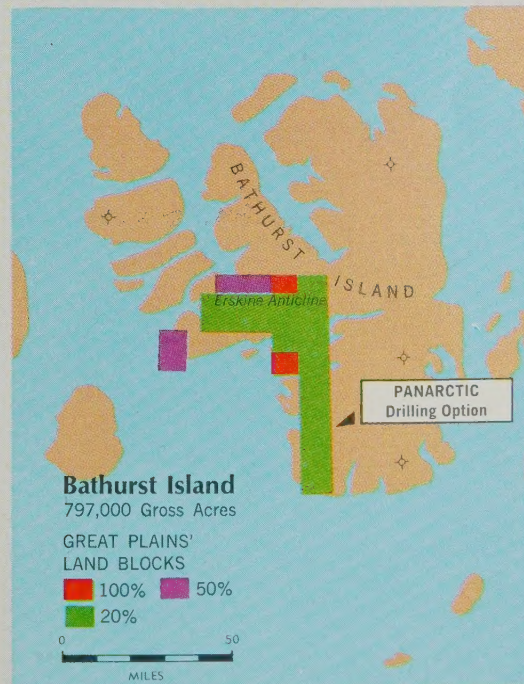 BATHURST
ISLAND
Erskine Anticline
PANARCTIC
Drilling Option
Bathurst Island
797,000 Gross Acres
GREAT PLAINS'
LAND BLOCKS
100% 50%
20%
0 50
MILES